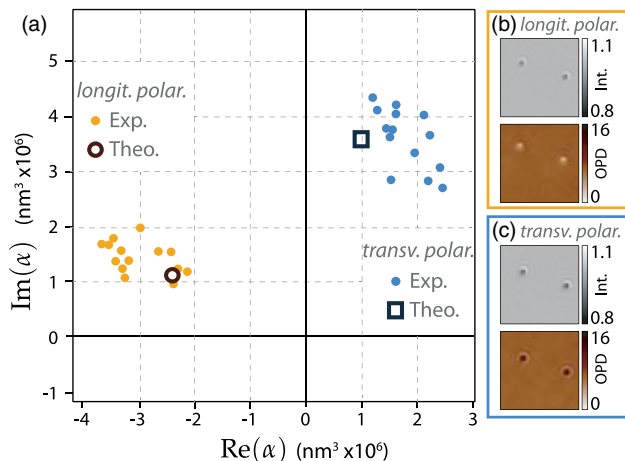 (a)
longit. polar.
Exp.
Theo.
transv. polar.
Exp.
Theo.
5
4
3
2
1
0
-1
Im(α) (nm³ x10⁶)
-4 -3 -2 0 1 2 3
Re(α) (nm³ x10⁶)
(b) longit. polar.
1.1
Int.
0.8
16
OPD
0
(c) transv. polar.
1.1
Int.
0.8
16
OPD
0